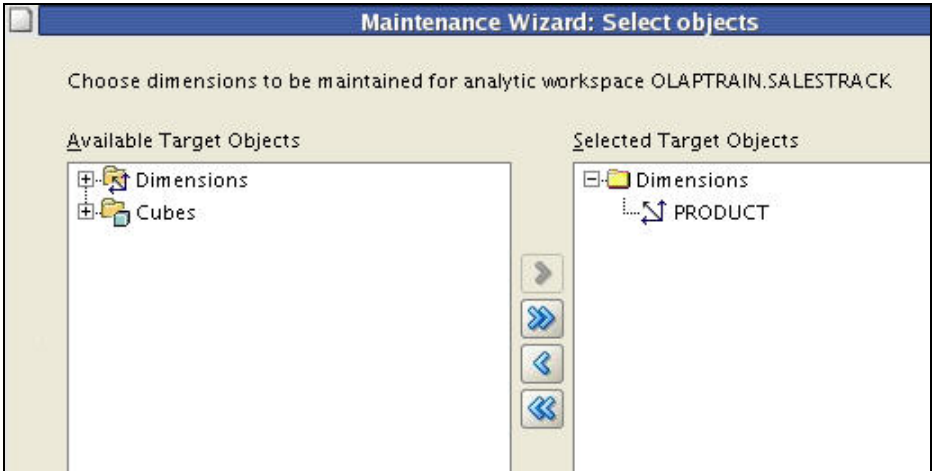 Maintenance Wizard: Select objects
Choose dimensions to be maintained for analytic workspace OLAPTRAIN.SALESTRACK
Available Target Objects
Selected Target Objects
Dimensions
Cubes
Dimensions
PRODUCT